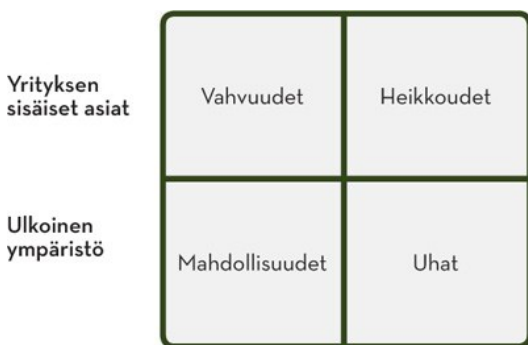 Yrityksen
sisäiset asiat
Vahvuudet
Heikkoudet
Ulkoinen
ympäristö
Mahdollisuudet
Uhat